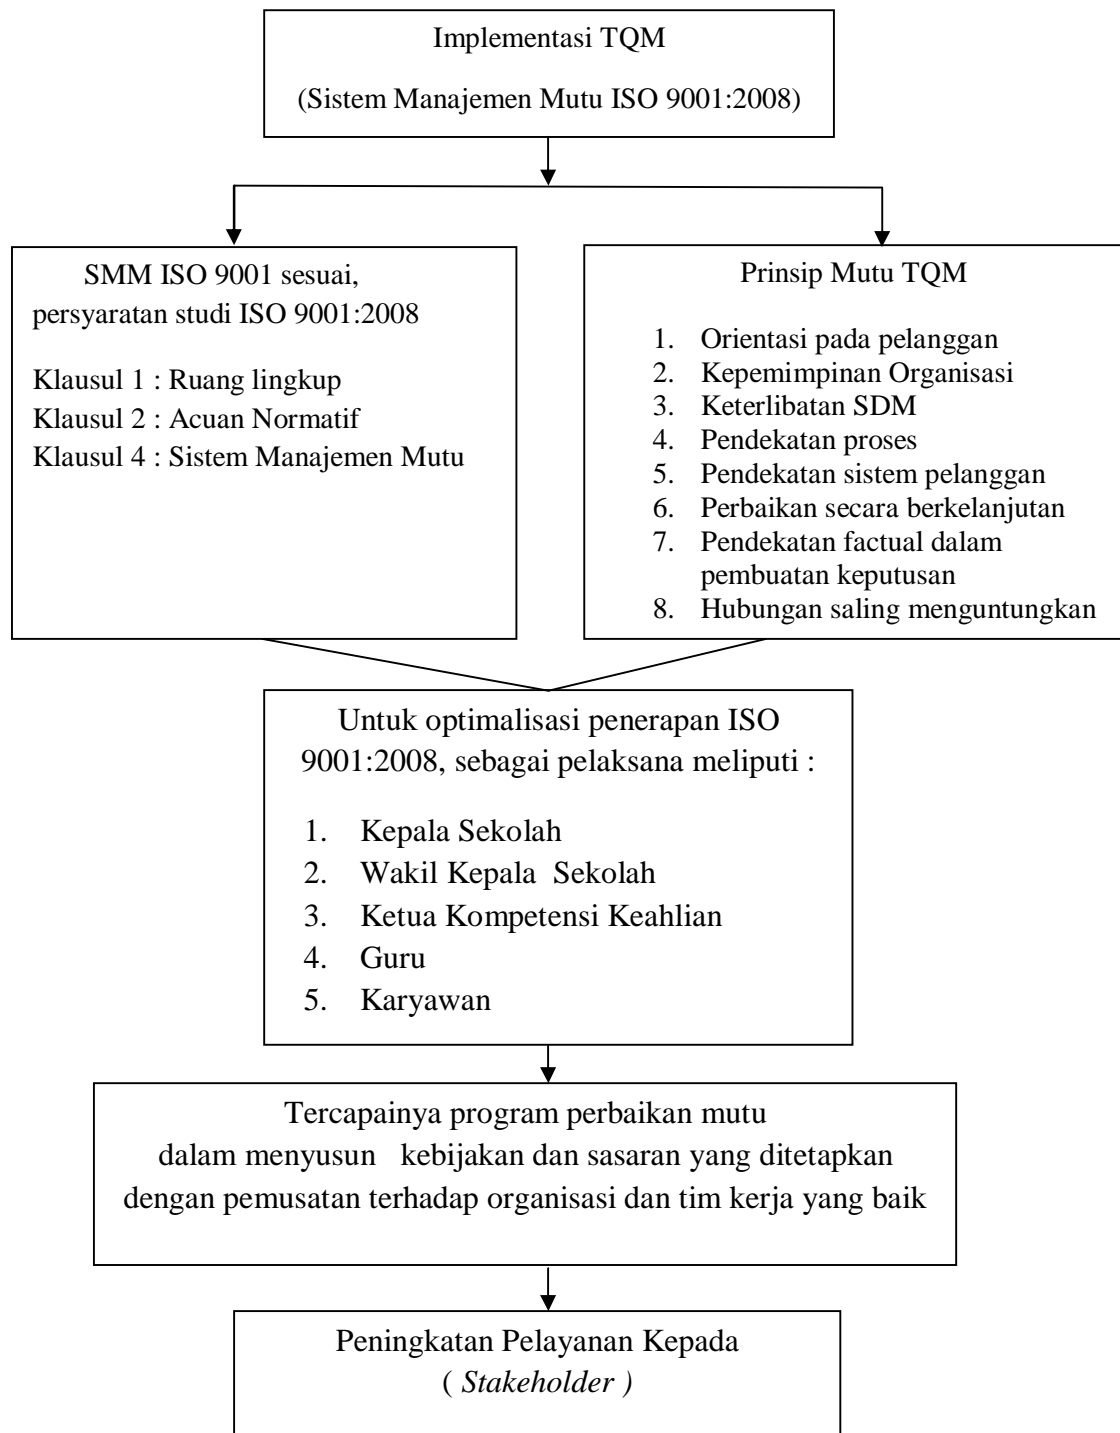 Implementasi TQM
(Sistem Manajemen Mutu ISO 9001:2008)
SMM ISO 9001 sesuai,
persyaratan studi ISO 9001:2008
Klausul 1 : Ruang lingkup
Klausul 2 : Acuan Normatif
Klausul 4 : Sistem Manajemen Mutu
Prinsip Mutu TQM
1. Orientasi pada pelanggan
2. Kepemimpinan Organisasi
3. Keterlibatan SDM
4. Pendekatan proses
5. Pendekatan sistem pelanggan
6. Perbaikan secara berkelanjutan
7. Pendekatan factual dalam
pembuatan keputusan
8. Hubungan saling menguntungkan
Untuk optimalisasi penerapan ISO
9001:2008, sebagai pelaksana meliputi :
1. Kepala Sekolah
2. Wakil Kepala Sekolah
3. Ketua Kompetensi Keahlian
4. Guru
5. Karyawan
Tercapainya program perbaikan mutu
dalam menyusun kebijakan dan sasaran yang ditetapkan
dengan pemusatan terhadap organisasi dan tim kerja yang baik
Peningkatan Pelayanan Kepada
( Stakeholder )